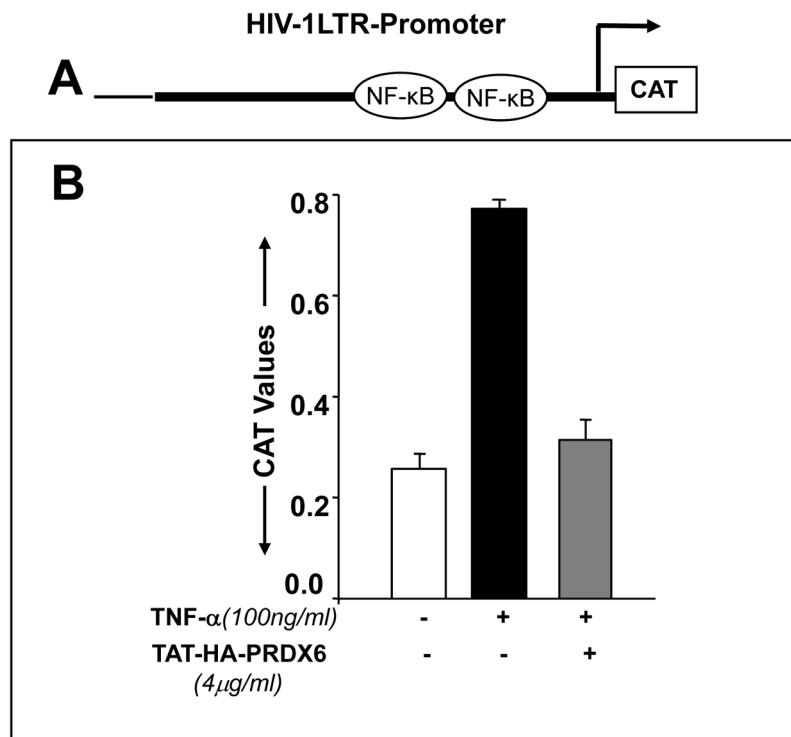 HIV-1LTR-Promoter
A
NF-κB NF-κB CAT
B
CAT Values
0.8
0.6
0.4
0.2
0.0
TNF-α(100ng/ml) - + +
TAT-HA-PRDX6 - - +
(4μg/ml)